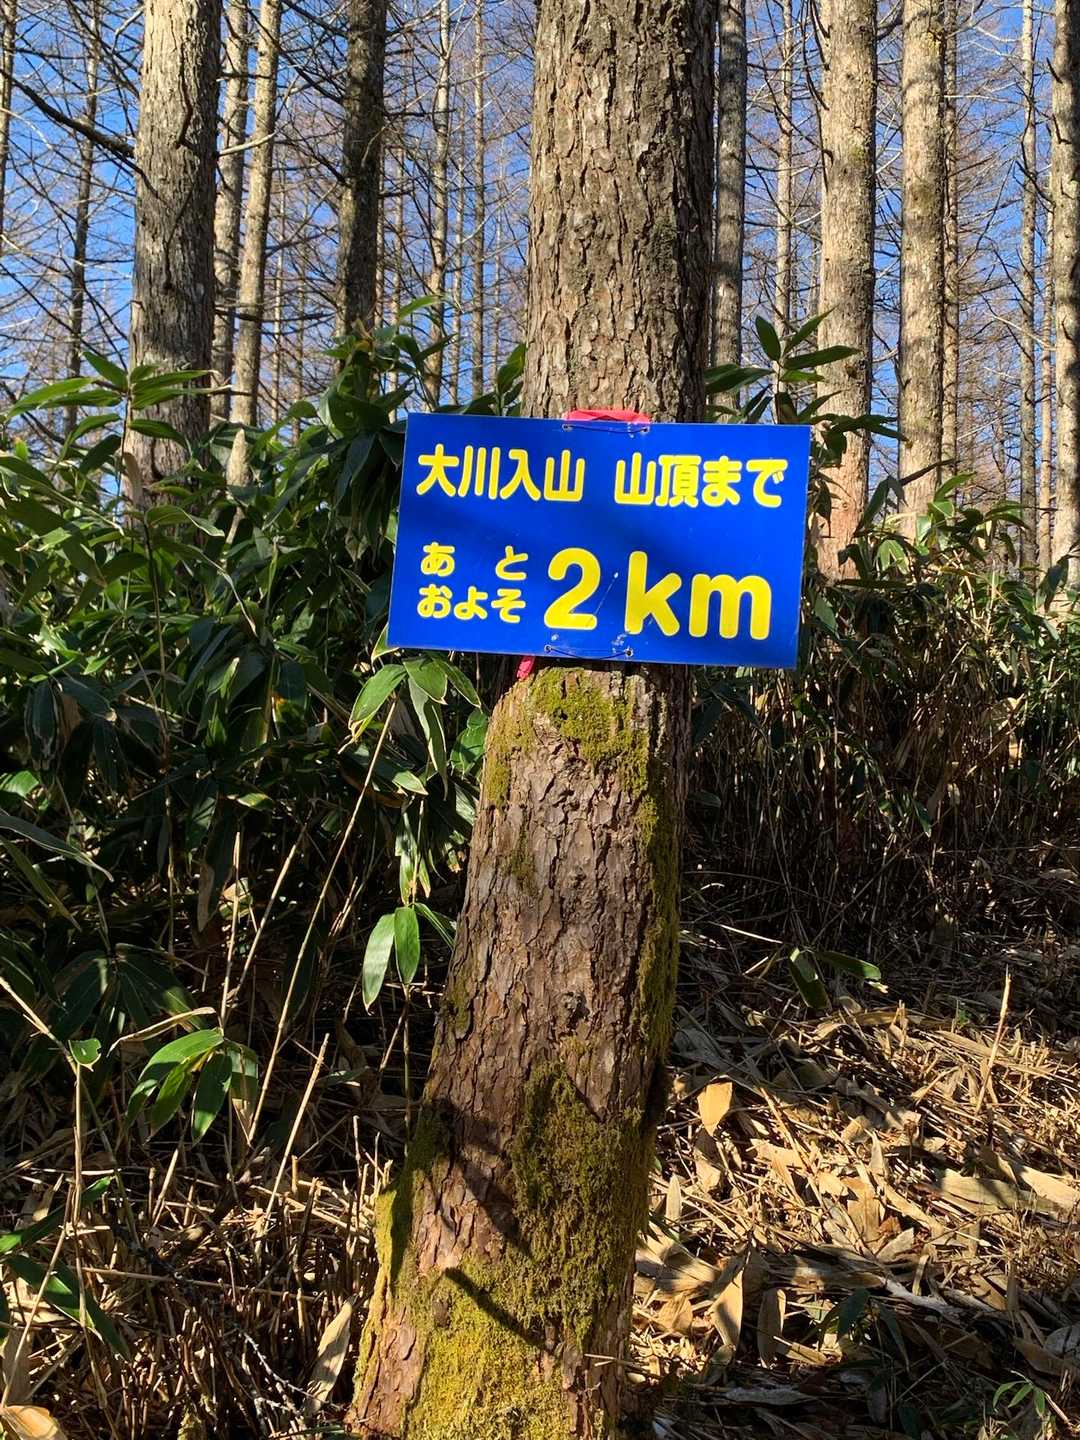 大川入山 山頂まで
あと
およそ 2km